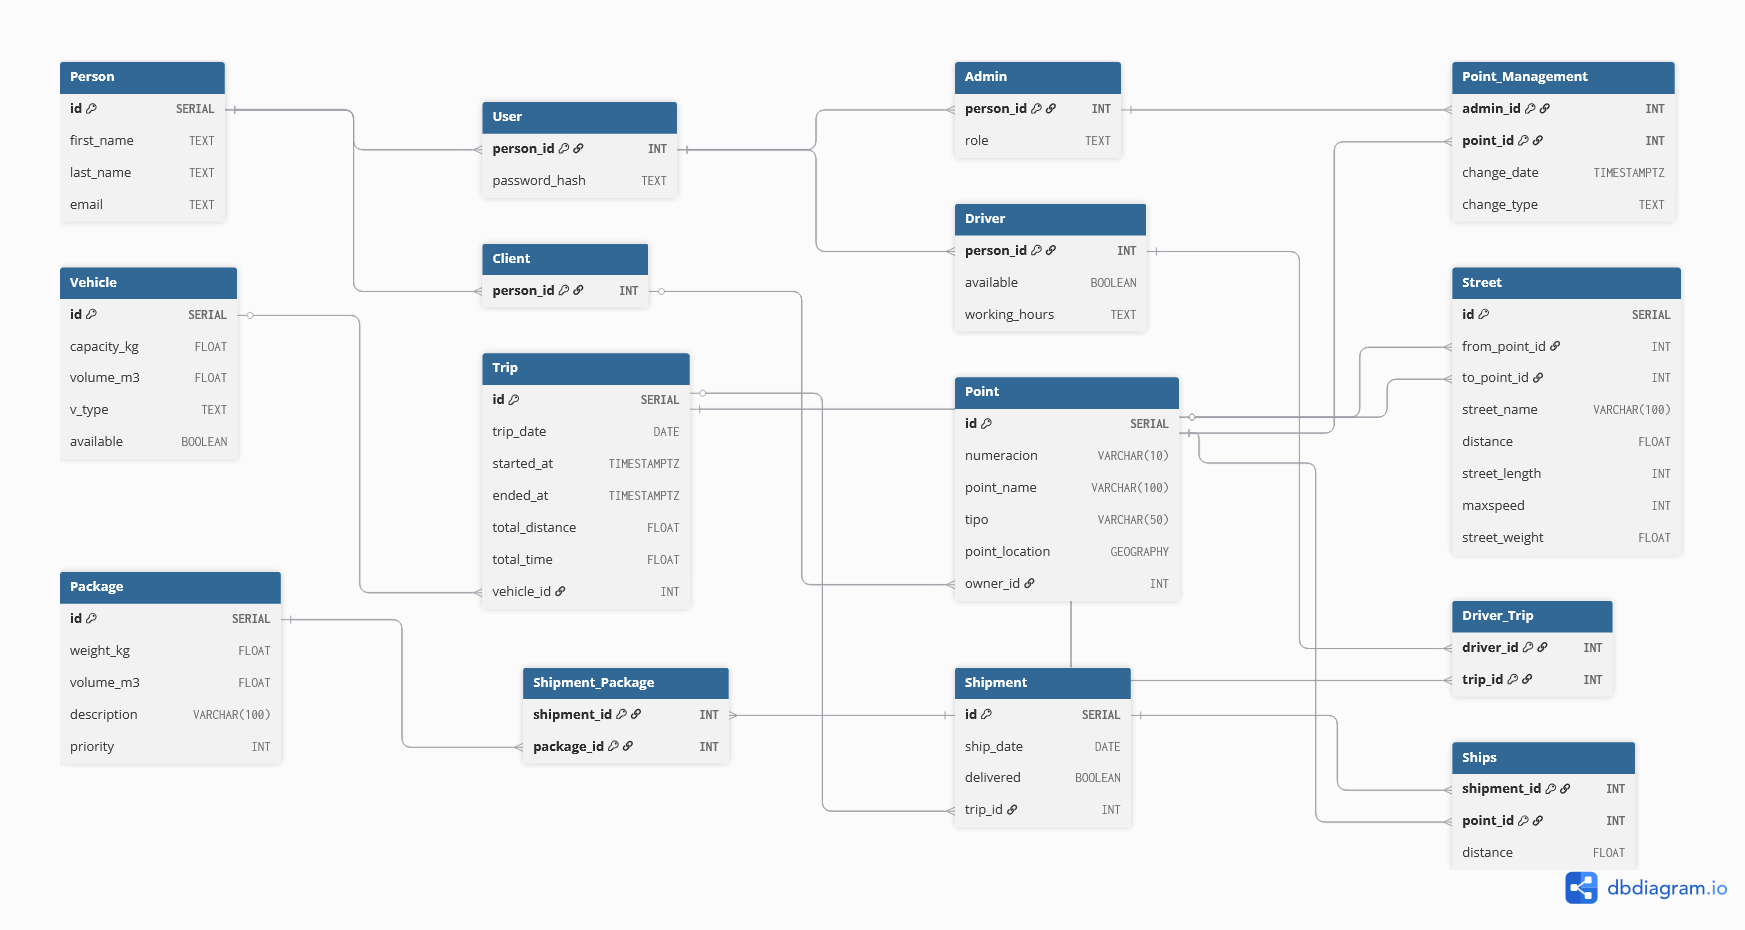 Person
id SERIAL
first_name TEXT
last_name TEXT
email TEXT
Vehicle
id SERIAL
capacity_kg FLOAT
volume_m3 FLOAT
v_type TEXT
available BOOLEAN
Package
id SERIAL
weight_kg FLOAT
volume_m3 FLOAT
description VARCHAR(100)
priority INT
User
person_id INT
password_hash TEXT
Client
person_id INT
Trip
id SERIAL
trip_date DATE
started_at TIMESTAMPTZ
ended_at TIMESTAMPTZ
total_distance FLOAT
total_time FLOAT
vehicle_id INT
Shipment_Package
shipment_id INT
package_id INT
Admin
person_id INT
role TEXT
Driver
person_id INT
available BOOLEAN
working_hours TEXT
Point
id SERIAL
numeracion VARCHAR(10)
point_name VARCHAR(100)
tipo VARCHAR(50)
point_location GEOGRAPHY
owner_id INT
Shipment
id SERIAL
ship_date DATE
delivered BOOLEAN
trip_id INT
Point_Management
admin_id INT
point_id INT
change_date TIMESTAMPTZ
change_type TEXT
Street
id SERIAL
from_point_id INT
to_point_id INT
street_name VARCHAR(100)
distance FLOAT
street_length INT
maxspeed INT
street_weight FLOAT
Driver_Trip
driver_id INT
trip_id INT
Ships
shipment_id INT
point_id INT
distance FLOAT
dbdiagram.io